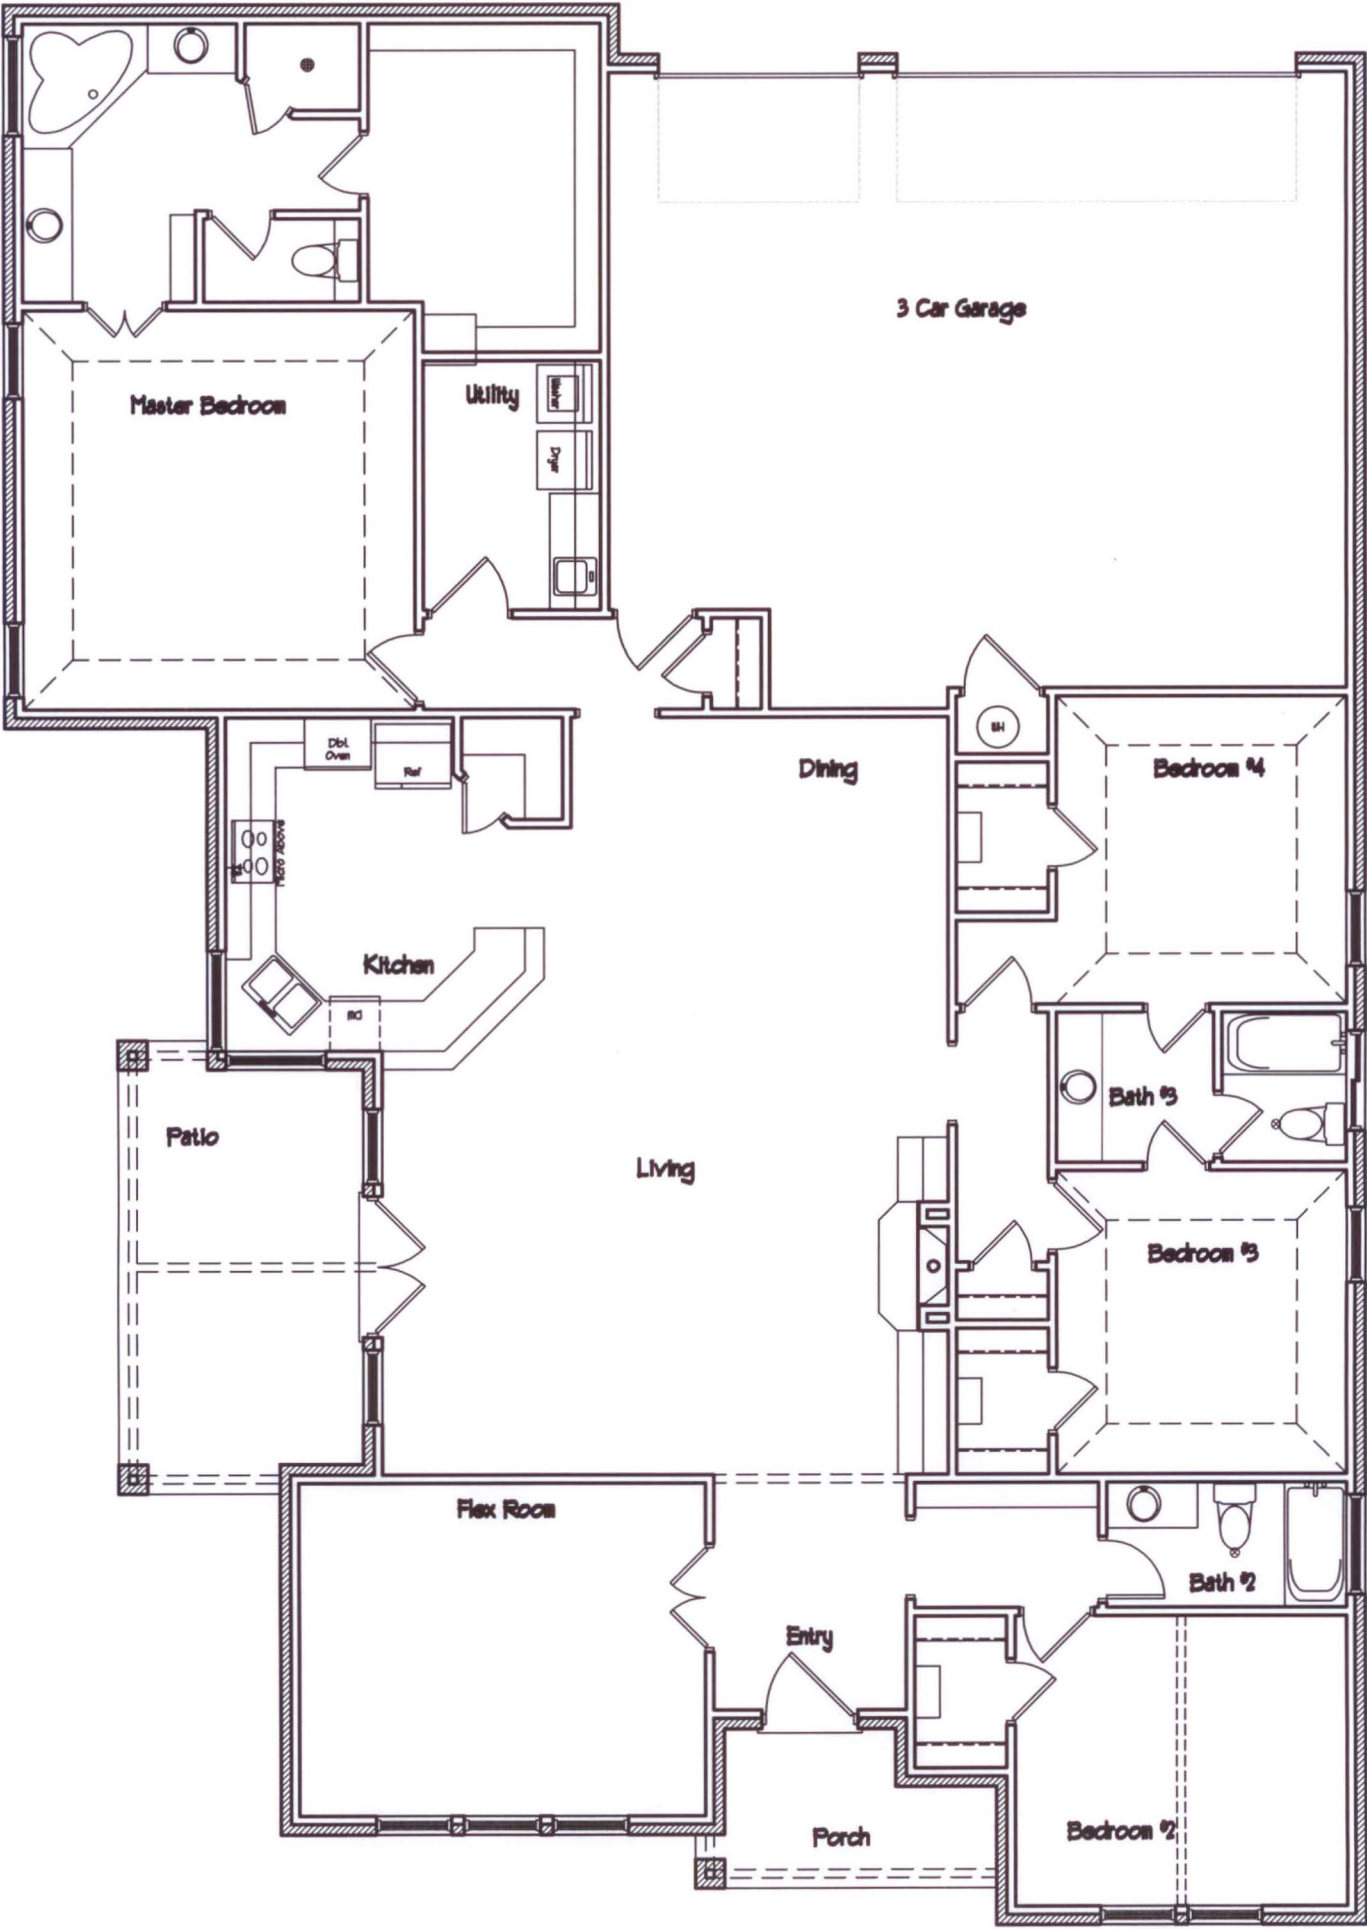 3 Car Garage
Master Bedroom
Utility
Washer
Dryer
WH
Dbl.
Oven
Ref
Dining
Bedroom #4
Micro Above
Kitchen
DW
Bath #3
Patio
Living
Bedroom #3
Flex Room
Bath #2
Entry
Bedroom #2
Porch